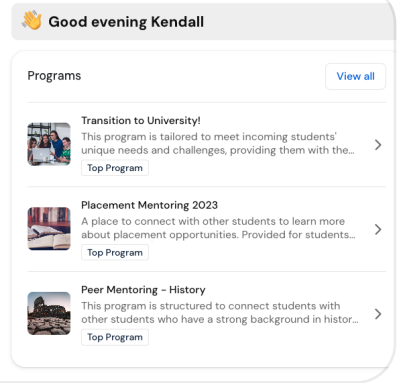 👋 Good evening Kendall
Programs
View all
Transition to University!
This program is tailored to meet incoming students'
unique needs and challenges, providing them with the...
Top Program
Placement Mentoring 2023
A place to connect with other students to learn more
about placement opportunities. Provided for students...
Top Program
Peer Mentoring - History
This program is structured to connect students with
other students who have a strong background in histor...
Top Program